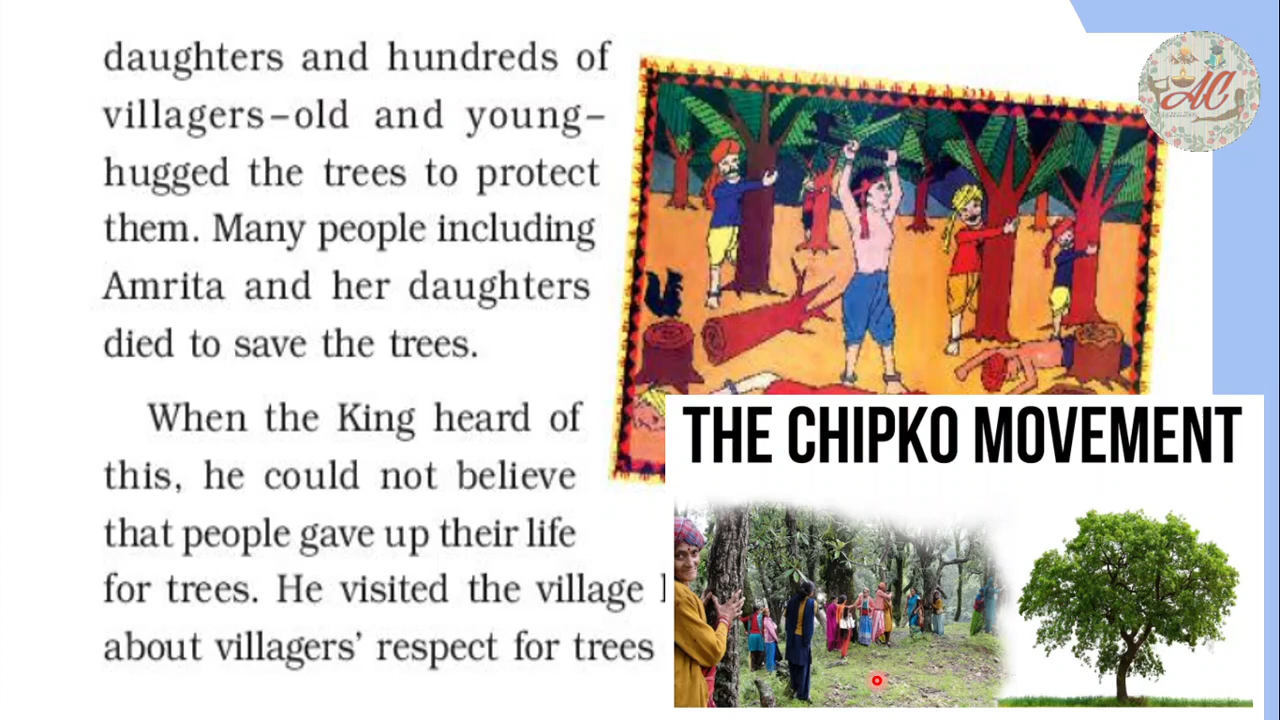 daughters and hundreds of
villagers–old and young–
hugged the trees to protect
them. Many people including
Amrita and her daughters
died to save the trees.
When the King heard of
this, he could not believe
that people gave up their life
for trees. He visited the village
about villagers' respect for trees
THE CHIPKO MOVEMENT
AC